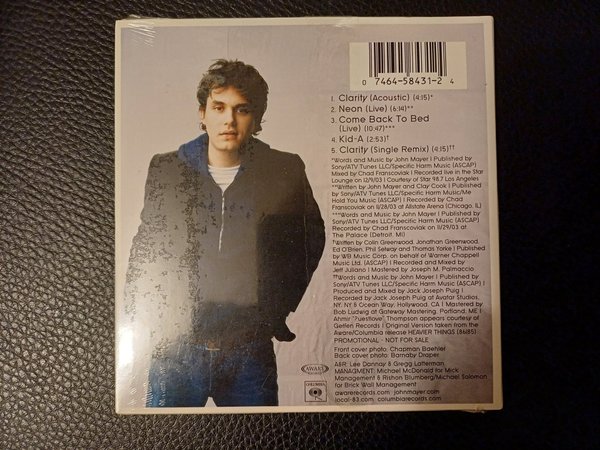 0 7464-58431-2 4
1. Clarity (Acoustic) (4:15)*
2. Neon (Live) (6:14)**
3. Come Back To Bed
(Live) (10:47)***
4. Kid-A (2:53)†
5. Clarity (Single Remix) (4:15)††
*Words and Music by John Mayer | Published by
Sony/ATV Tunes LLC/Specific Harm Music (ASCAP)
Mixed by Chad Franscoviak | Recorded live in the Star
Lounge on 12/9/03 | Courtesy of Star 98.7 Los Angeles
**Written by John Mayer and Clay Cook | Published by
Sony/ATV Tunes LLC/Specific Harm Music/Me
Hold You Music (ASCAP) | Recorded by Chad
Franscoviak on 11/28/03 at Allstate Arena (Chicago, IL)
***Words and Music by John Mayer | Published by
Sony/ATV Tunes LLC/Specific Harm Music (ASCAP)
Recorded by Chad Franscoviak on 11/29/03 at
The Palace (Detroit, MI)
†Written by Colin Greenwood, Jonathan Greenwood,
Ed O'Brien, Phil Selway and Thomas Yorke | Published
by WB Music Corp. on behalf of Warner Chappell
Music Ltd. (ASCAP) | Recorded and Mixed by
Jeff Juliano | Mastered by Joseph M. Palmaccio
††Words and Music by John Mayer | Published by
Sony/ATV Tunes LLC/Specific Harm Music (ASCAP)
Produced and Mixed by Jack Joseph Puig |
Recorded by Jack Joseph Puig at Avatar Studios,
NY, NY & Ocean Way, Hollywood, CA | Mastered by
Bob Ludwig at Gateway Mastering, Portland, ME |
Ahmir "?uestlove" Thompson appears courtesy of
Geffen Records | Original Version taken from the
Aware/Columbia release HEAVIER THINGS (86185)
PROMOTIONAL - NOT FOR SALE
Front cover photo: Chapman Baehler
Back cover photo: Barnaby Draper
A&R: Lee Dannay & Gregg Latterman
MANAGMENT: Michael McDonald for Mick
Management & Rishon Blumberg/Michael Solomon
for Brick Wall Management
awarerecords.com johnmayer.com
local-83.com columbiarecords.com
AWARE
COLUMBIA